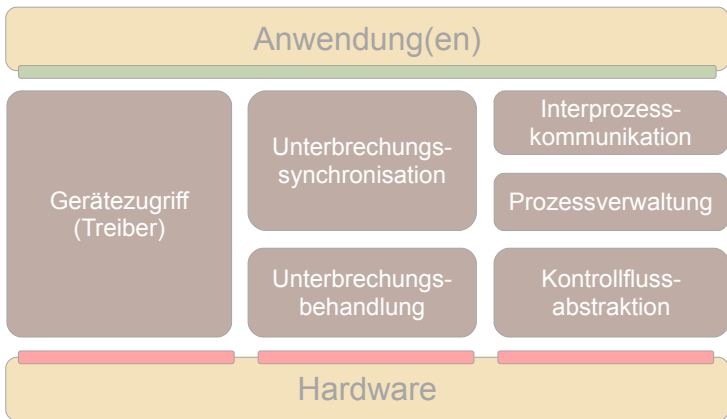 Anwendung(en)
Gerätezugriff
(Treiber)
Unterbrechungs-
synchronisation
Unterbrechungs-
behandlung
Interprozess-
kommunikation
Prozessverwaltung
Kontrollfluss-
abstraktion
Hardware